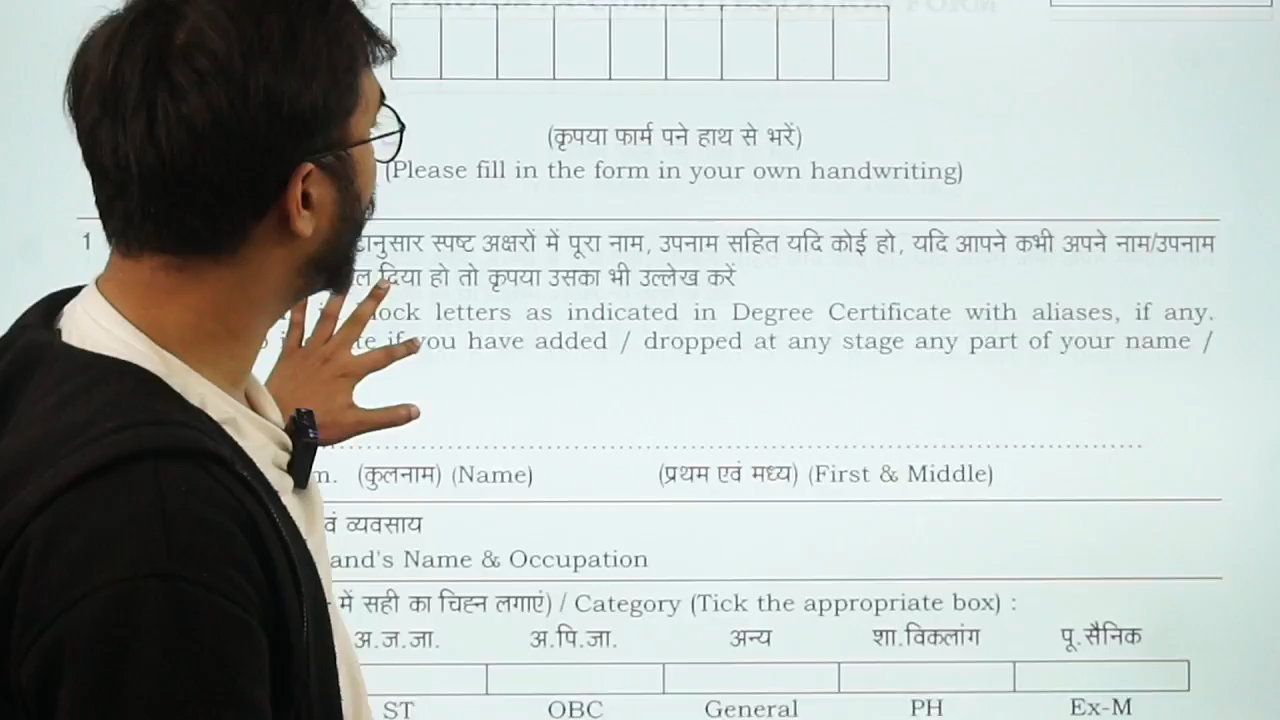 FORM
(कृपया फार्म पने हाथ से भरें)
(Please fill in the form in your own handwriting)
1 स्पष्ट अक्षरों में पूरा नाम, उपनाम सहित यदि कोई हो, यदि आपने कभी अपने नाम/उपनाम
दिया हो तो कृपया उसका भी उल्लेख करें
letters as indicated in Degree Certificate with aliases, if any.
if you have added / dropped at any stage any part of your name /
(कुलनाम) (Name) (प्रथम एवं मध्य) (First & Middle)
व्यवसाय
Name & Occupation
में सही का चिह्न लगाएं) / Category (Tick the appropriate box) :
अ.ज.जा. अ.पि.जा. अन्य शा.विकलांग पू.सैनिक
ST OBC General PH Ex-M